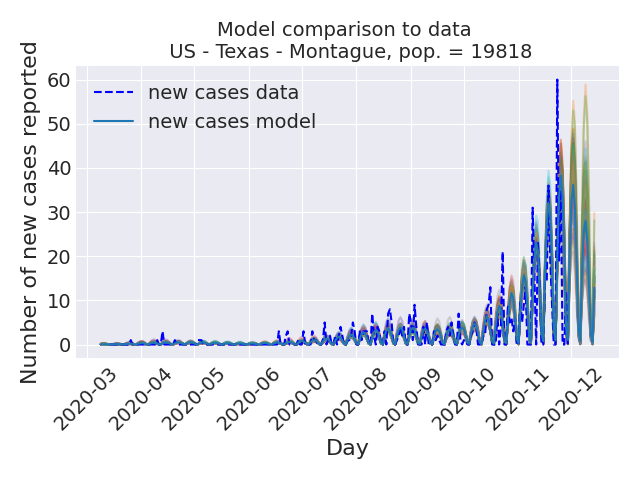 Model comparison to data
US - Texas - Montague, pop. = 19818
Number of new cases reported
60
50
40
30
20
10
0
new cases data
new cases model
2020-03
2020-04
2020-05
2020-06
2020-07
2020-08
2020-09
2020-10
2020-11
2020-12
Day